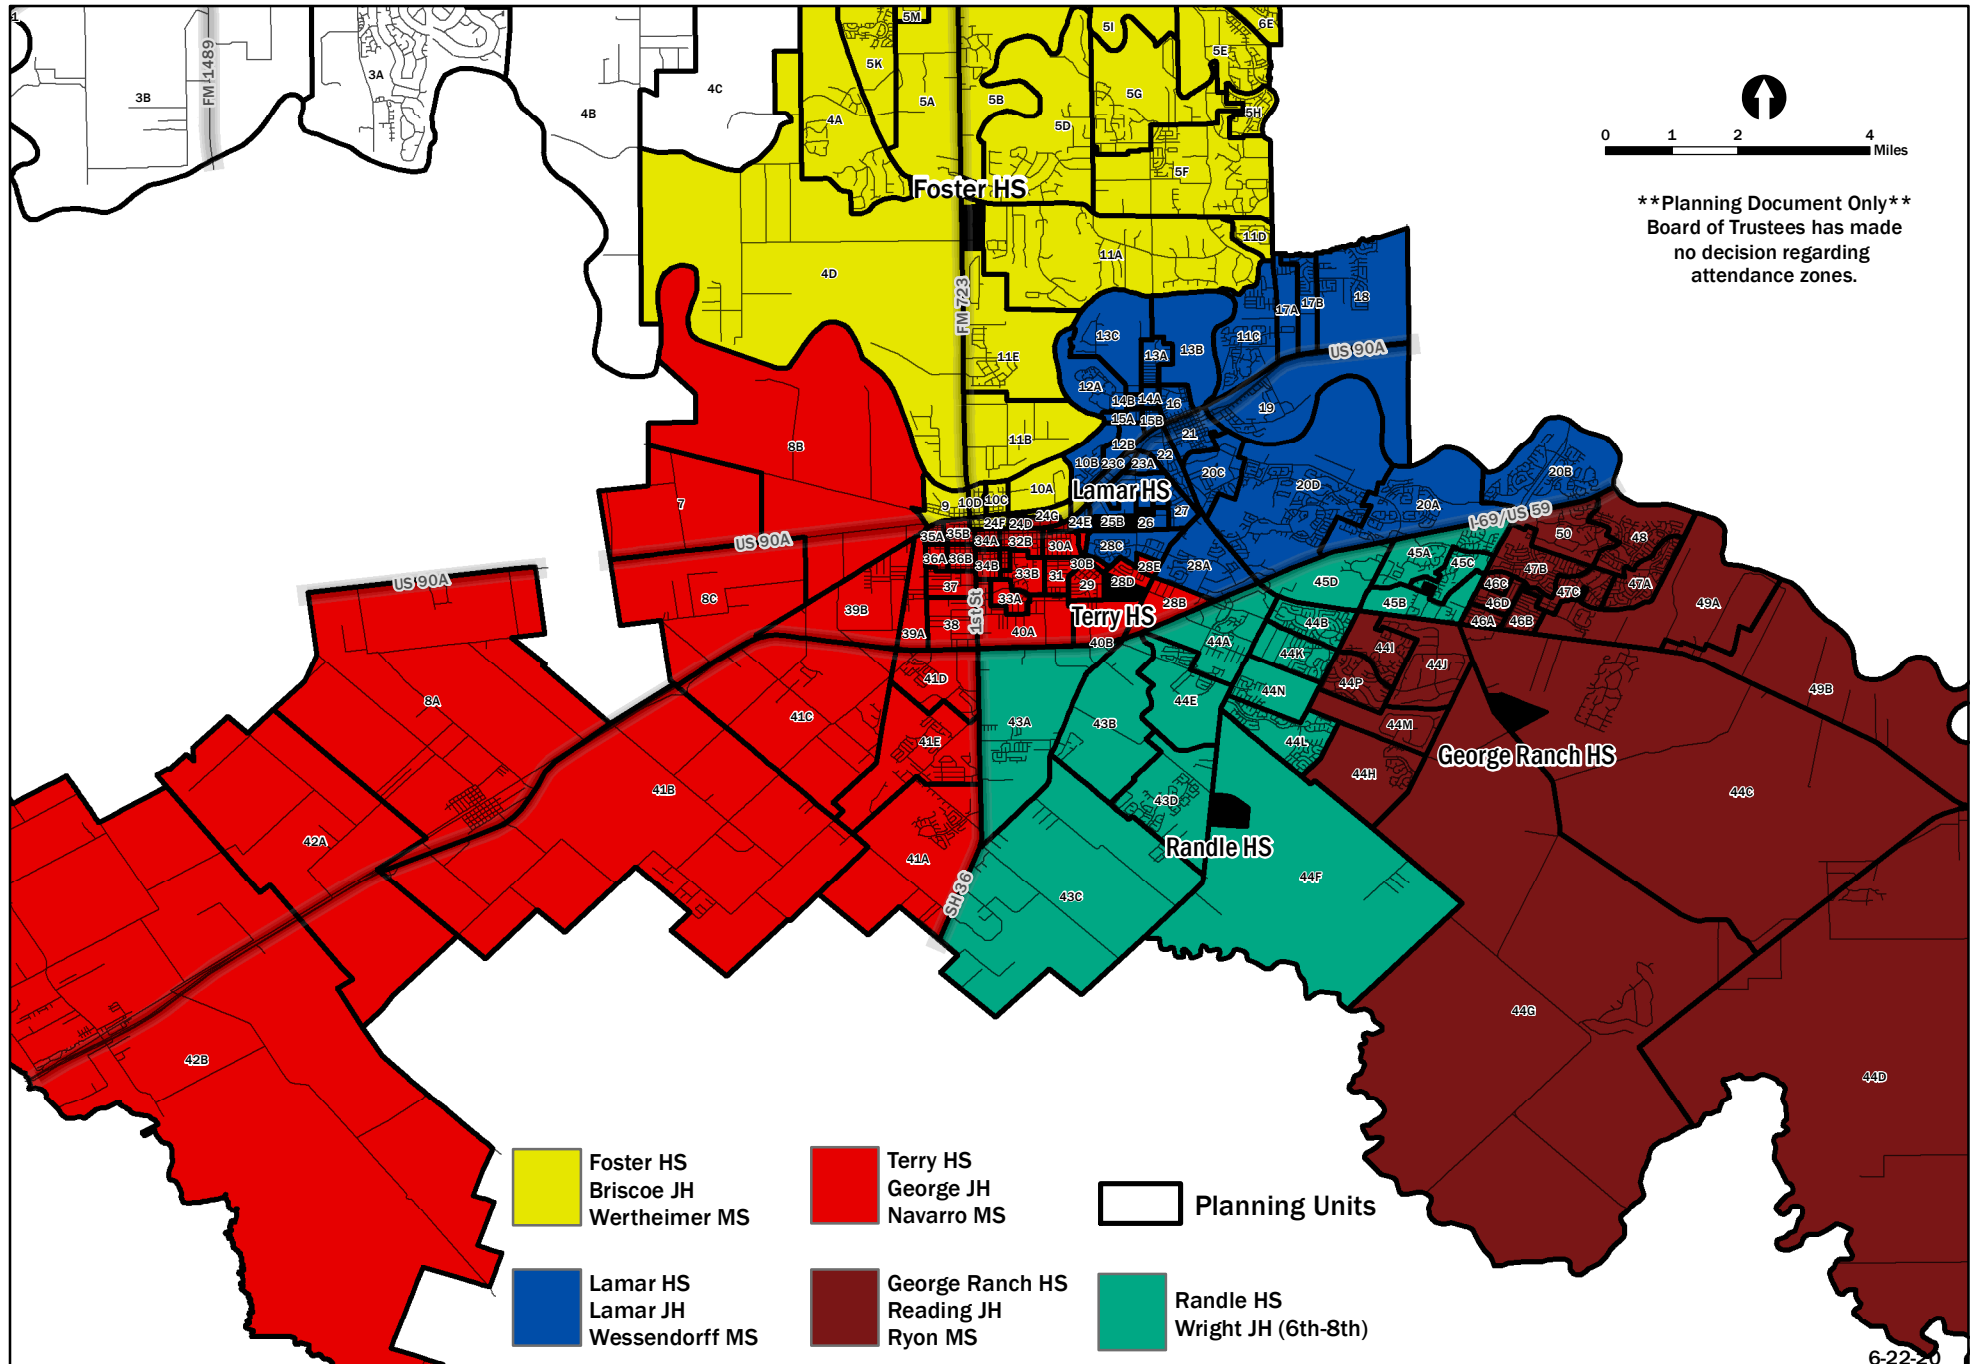 1
3B
FM 1489
3A
4B
4C
5M
5K
5A
4A
5B
5D
5I
5G
5E
6E
5H
5F
0 1 2 4
Miles
**Planning Document Only**
Board of Trustees has made
no decision regarding
attendance zones.
Foster HS
11D
11A
4D
FM 723
11E
11B
13C
13A
13B
11C
17A
17B
18
US 90A
12A
14B
14A
16
15A
15B
19
21
12B
22
10B
23C
23A
20C
20D
20A
20B
8B
7
Lamar HS
10A
9
10D
10C
24F
24D
24G
24E
25B
26
27
I-69/US 59
US 90A
35A
35B
34A
32B
30A
28C
36A
36B
34B
33B
31
30B
29
28D
28E
28A
37
33A
28B
Terry HS
US 90A
8C
39B
39A
38
1st St
40A
40B
45D
45A
45C
45B
46C
46D
46A
46B
47B
47C
47A
50
48
49A
49B
44A
44B
44K
44I
44J
44P
44N
44E
44M
44L
44H
George Ranch HS
44C
8A
41C
41D
41E
43A
43B
43D
41B
42A
41A
SH 36
43C
Randle HS
44F
44G
44D
42B
Foster HS
Briscoe JH
Wertheimer MS
Terry HS
George JH
Navarro MS
Planning Units
Lamar HS
Lamar JH
Wessendorff MS
George Ranch HS
Reading JH
Ryon MS
Randle HS
Wright JH (6th-8th)
6-22-20